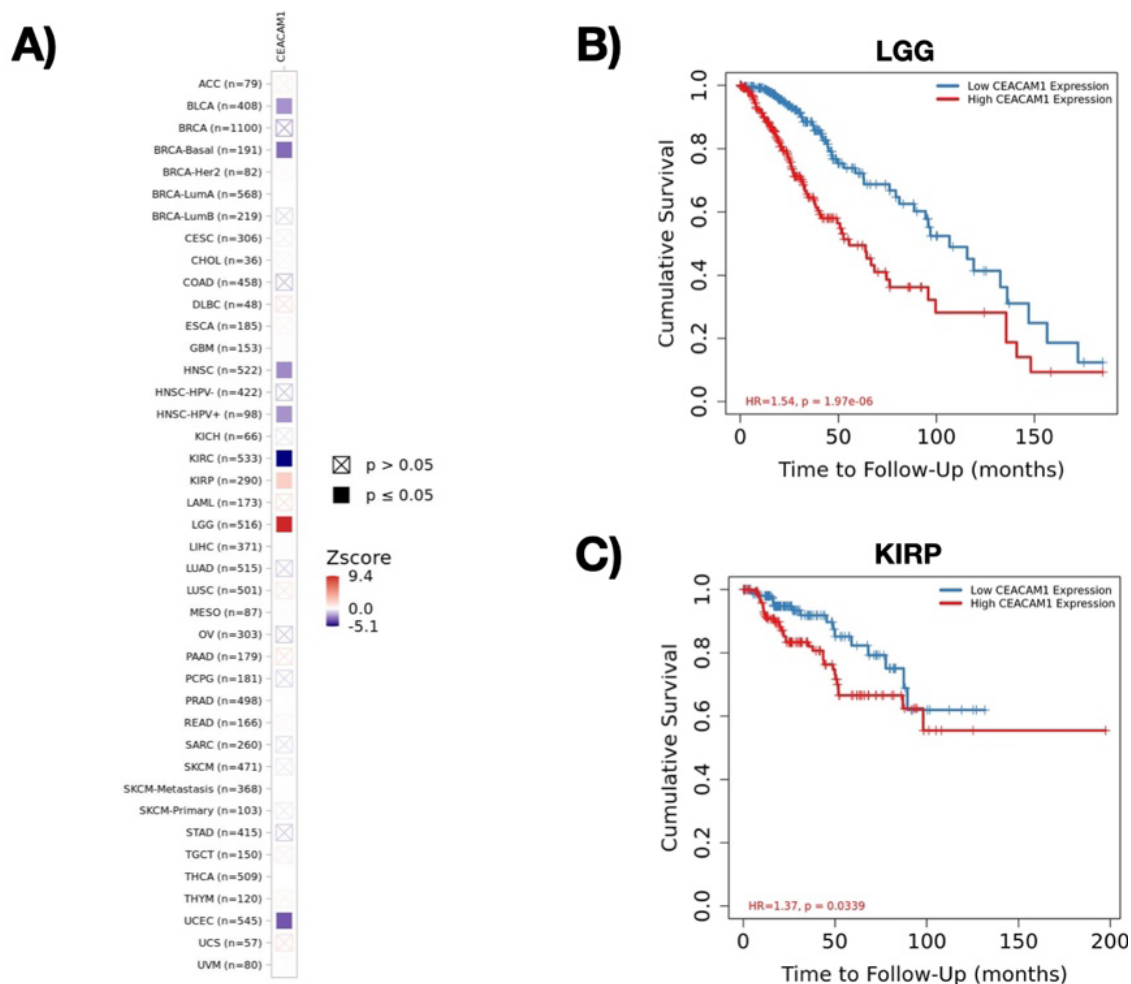 A)
CEACAM1
ACC (n=79)
BLCA (n=408)
BRCA (n=1100)
BRCA-Basal (n=191)
BRCA-Her2 (n=82)
BRCA-LumA (n=568)
BRCA-LumB (n=219)
CESC (n=306)
CHOL (n=36)
COAD (n=458)
DLBC (n=48)
ESCA (n=185)
GBM (n=153)
HNSC (n=522)
HNSC-HPV- (n=422)
HNSC-HPV+ (n=98)
KICH (n=66)
KIRC (n=533)
KIRP (n=290)
LAML (n=173)
LGG (n=516)
LIHC (n=371)
LUAD (n=515)
LUSC (n=501)
MESO (n=87)
OV (n=303)
PAAD (n=179)
PCPG (n=181)
PRAD (n=498)
READ (n=166)
SARC (n=260)
SKCM (n=471)
SKCM-Metastasis (n=368)
SKCM-Primary (n=103)
STAD (n=415)
TGCT (n=150)
THCA (n=509)
THYM (n=120)
UCEC (n=545)
UCS (n=57)
UVM (n=80)
p > 0.05
p ≤ 0.05
Zscore
9.4
0.0
-5.1
B)
LGG
Low CEACAM1 Expression
High CEACAM1 Expression
Cumulative Survival
1.0
0.8
0.6
0.4
0.2
0.0
HR=1.54, p = 1.97e-06
0 50 100 150
Time to Follow-Up (months)
C)
KIRP
Low CEACAM1 Expression
High CEACAM1 Expression
Cumulative Survival
1.0
0.8
0.6
0.4
0.2
0.0
HR=1.37, p = 0.0339
0 50 100 150 200
Time to Follow-Up (months)